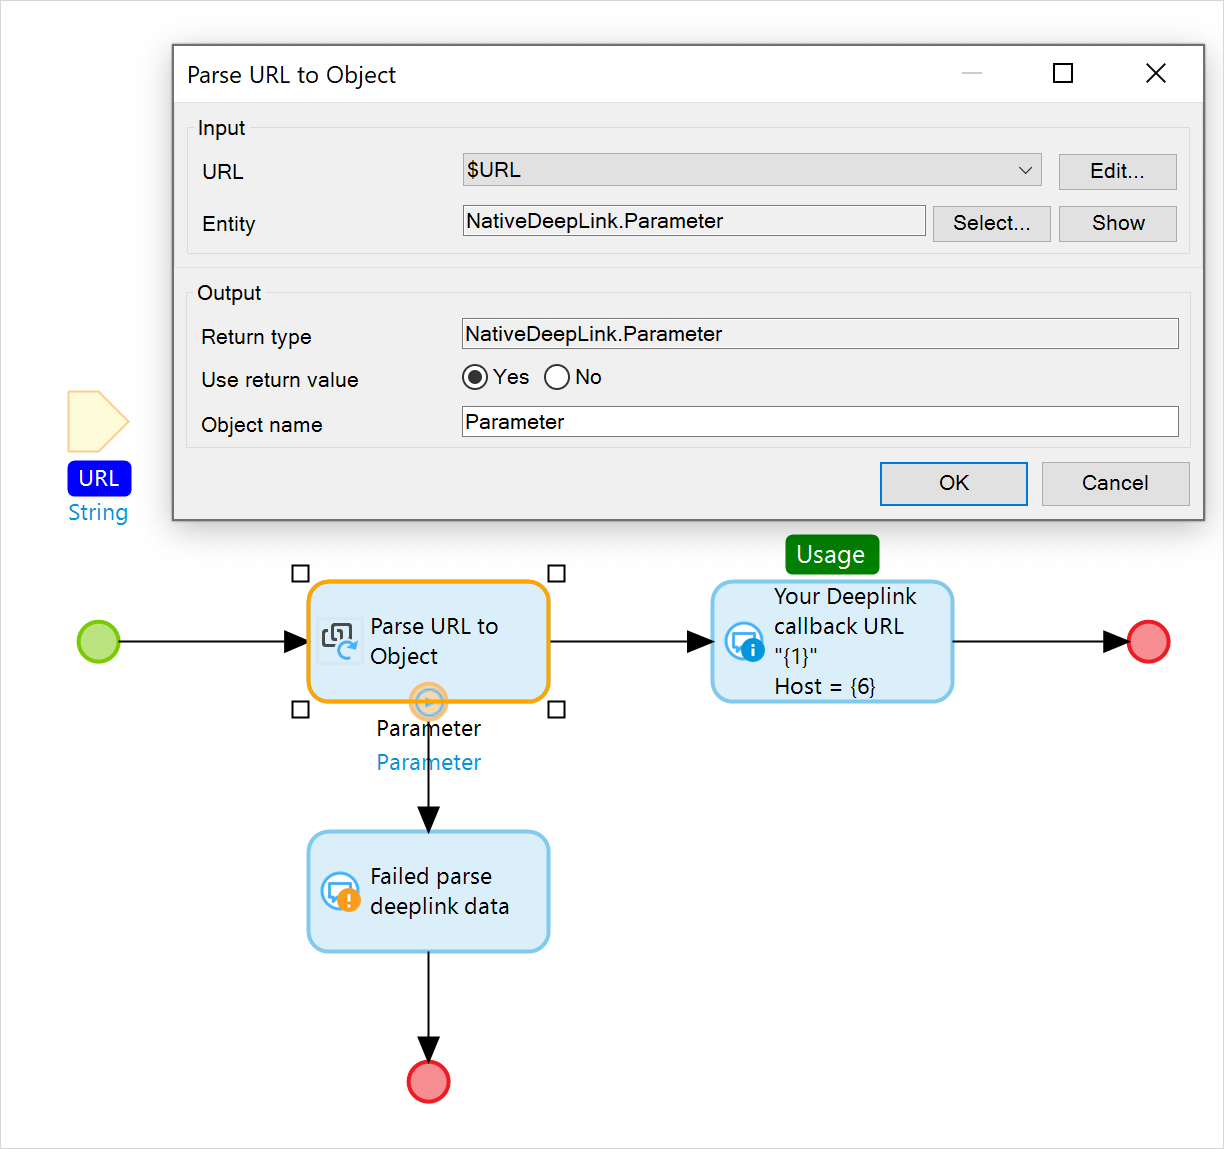 Parse URL to Object
Input
URL
$URL
Edit...
Entity
NativeDeepLink.Parameter
Select...
Show
Output
Return type
NativeDeepLink.Parameter
Use return value
Yes
No
Object name
Parameter
OK
Cancel
URL
String
Parse URL to
Object
Parameter
Parameter
Usage
Your Deeplink
callback URL
"{1}"
Host = {6}
Failed parse
deeplink data